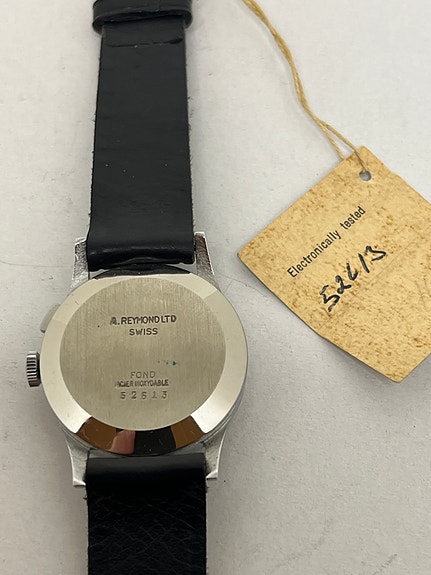 A. REYMOND LTD
SWISS
FOND
ACIER INOXYDABLE
52613
Electronically tested
52613